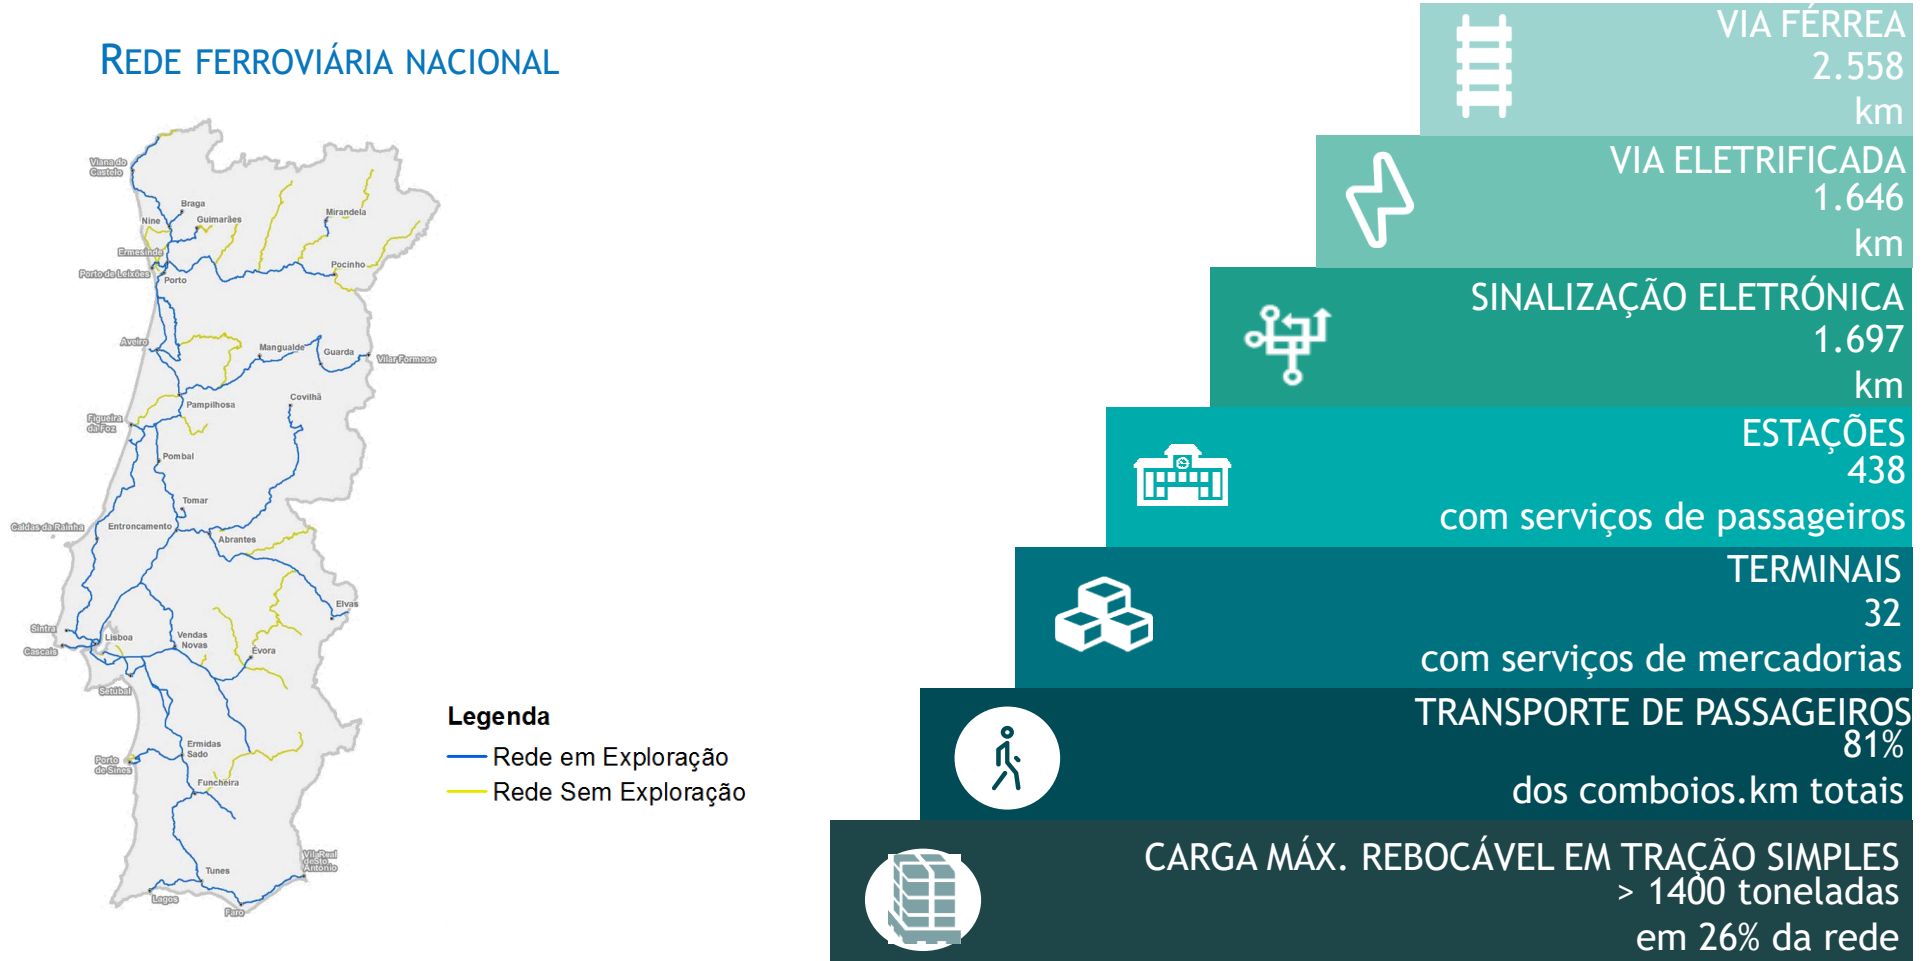 REDE FERROVIÁRIA NACIONAL
Viana do
Castelo
Braga
Nine
Guimarães
Mirandela
Ermesinde
Porto de Leixões
Porto
Pocinho
Aveiro
Mangualde
Guarda
Vilar Formoso
Covilhã
Pampilhosa
Figueira
da Foz
Pombal
Tomar
Caldas da Rainha
Entroncamento
Abrantes
Elvas
Sintra
Lisboa
Cascais
Vendas
Novas
Évora
Setúbal
Ermidas
Sado
Porto
de Sines
Funcheira
Tunes
Vila Real
de Sto.
António
Lagos
Faro
Legenda
Rede em Exploração
Rede Sem Exploração
VIA FÉRREA
2.558
km
VIA ELETRIFICADA
1.646
km
SINALIZAÇÃO ELETRÓNICA
1.697
km
ESTAÇÕES
438
com serviços de passageiros
TERMINAIS
32
com serviços de mercadorias
TRANSPORTE DE PASSAGEIROS
81%
dos comboios.km totais
CARGA MÁX. REBOCÁVEL EM TRAÇÃO SIMPLES
> 1400 toneladas
em 26% da rede